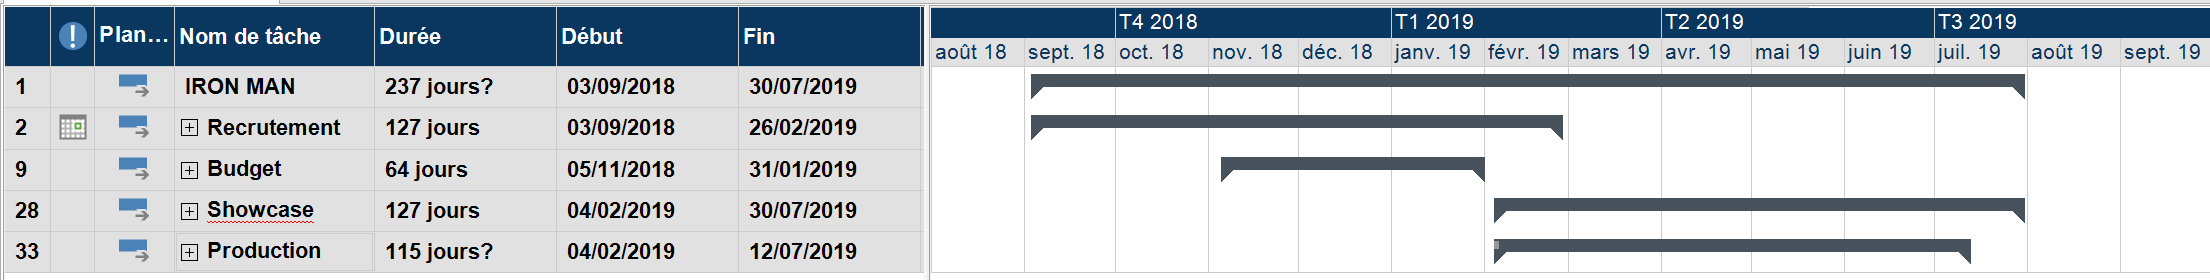 Plan... Nom de tâche Durée Début Fin
T4 2018 T1 2019 T2 2019 T3 2019
août 18 sept. 18 oct. 18 nov. 18 déc. 18 janv. 19 févr. 19 mars 19 avr. 19 mai 19 juin 19 juil. 19 août 19 sept. 19
1 IRON MAN 237 jours? 03/09/2018 30/07/2019
2 Recrutement 127 jours 03/09/2018 26/02/2019
9 Budget 64 jours 05/11/2018 31/01/2019
28 Showcase 127 jours 04/02/2019 30/07/2019
33 Production 115 jours? 04/02/2019 12/07/2019